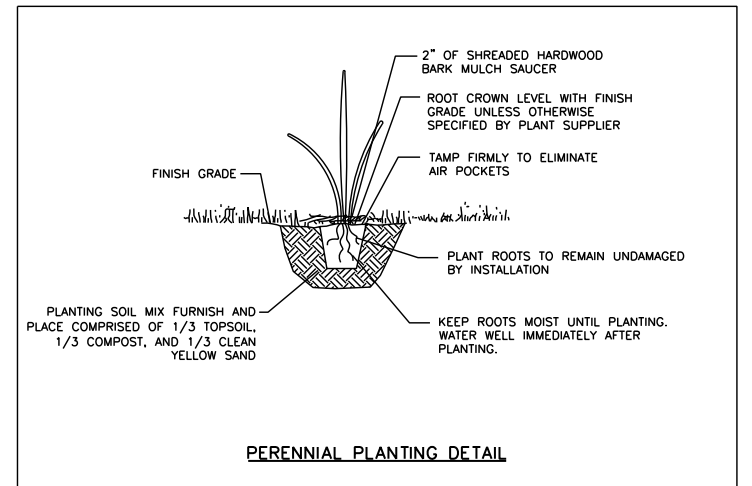 2" OF SHREADED HARDWOOD
BARK MULCH SAUCER
ROOT CROWN LEVEL WITH FINISH
GRADE UNLESS OTHERWISE
SPECIFIED BY PLANT SUPPLIER
TAMP FIRMLY TO ELIMINATE
AIR POCKETS
FINISH GRADE
PLANT ROOTS TO REMAIN UNDAMAGED
BY INSTALLATION
PLANTING SOIL MIX FURNISH AND
PLACE COMPRISED OF 1/3 TOPSOIL,
1/3 COMPOST, AND 1/3 CLEAN
YELLOW SAND
KEEP ROOTS MOIST UNTIL PLANTING.
WATER WELL IMMEDIATELY AFTER
PLANTING.
PERENNIAL PLANTING DETAIL